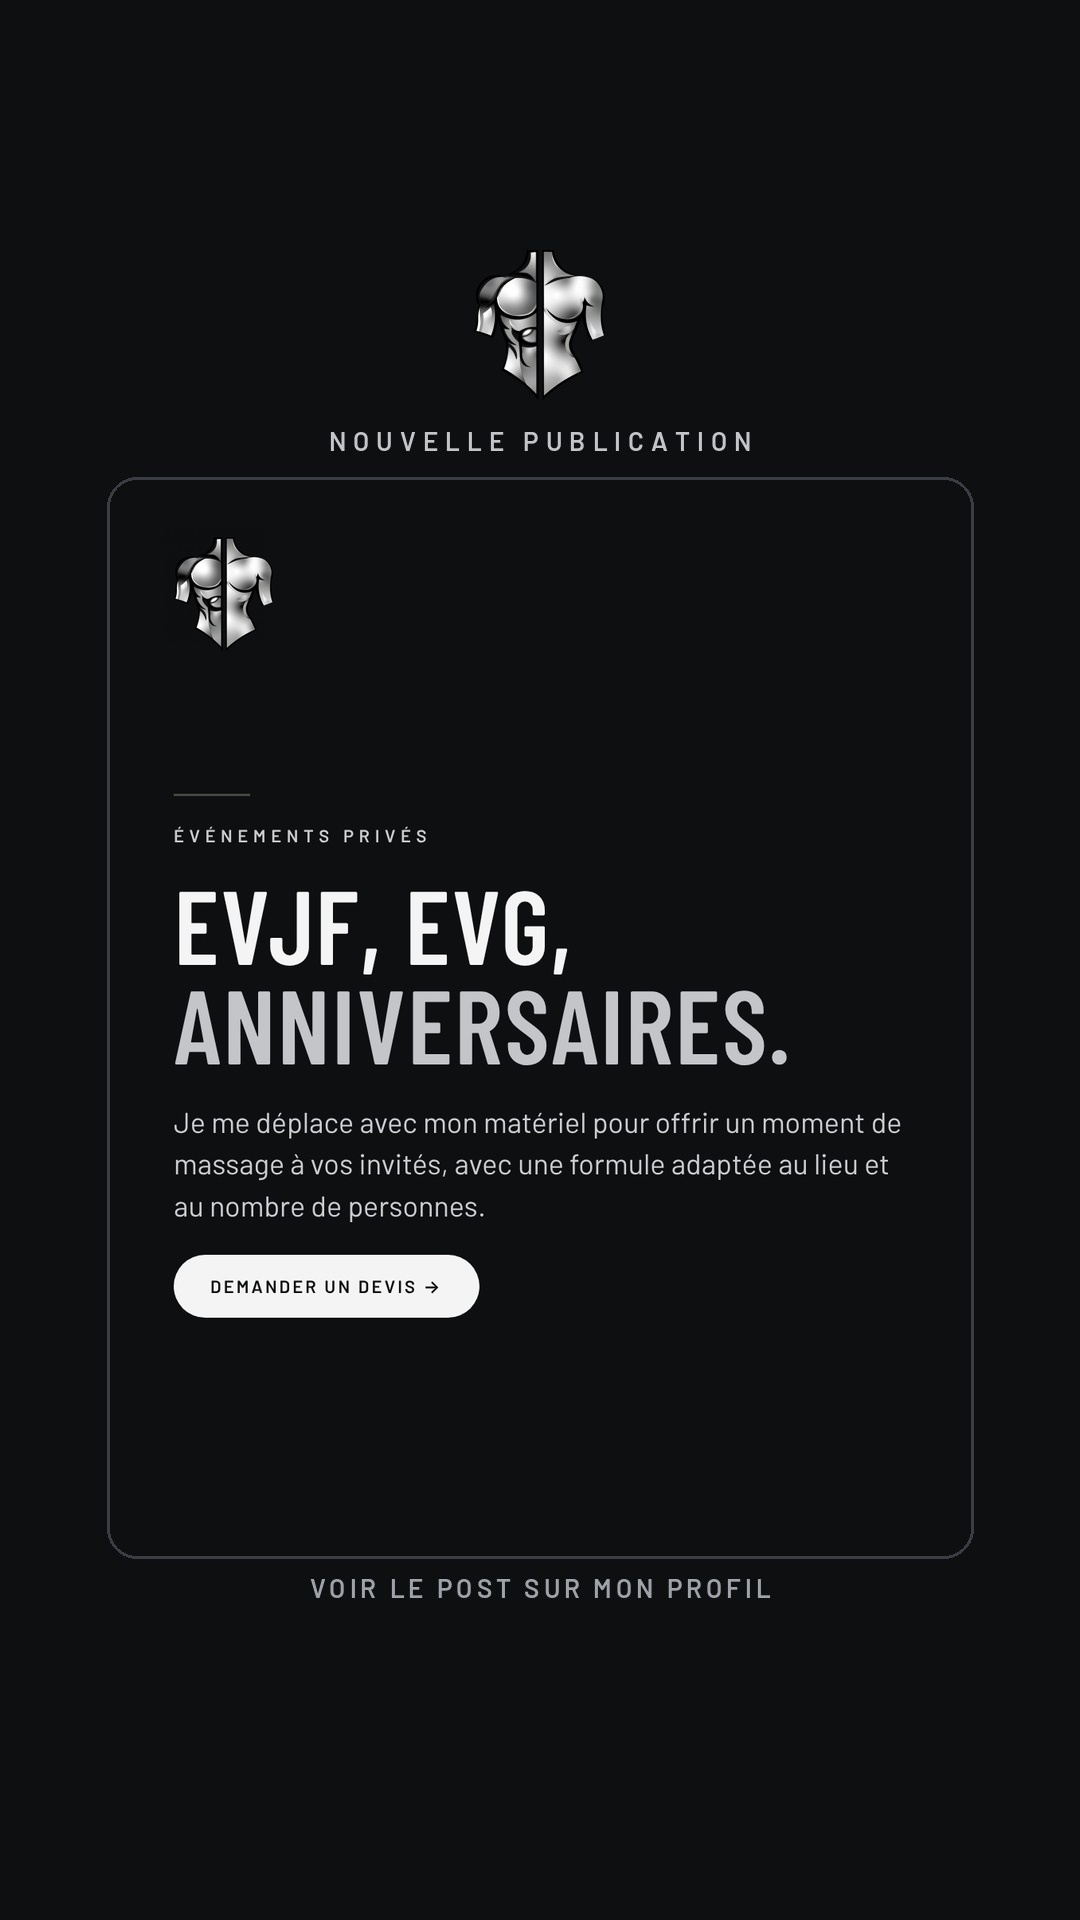 NOUVELLE PUBLICATION
ÉVÉNEMENTS PRIVÉS
EVJF, EVG,
ANNIVERSAIRES.
Je me déplace avec mon matériel pour offrir un moment de
massage à vos invités, avec une formule adaptée au lieu et
au nombre de personnes.
DEMANDER UN DEVIS →
VOIR LE POST SUR MON PROFIL